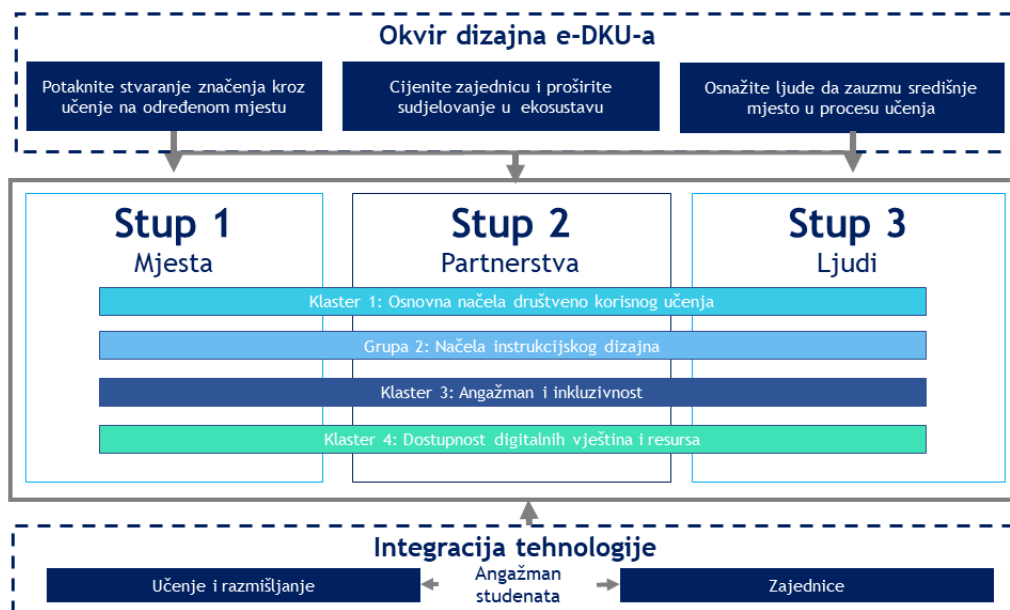 Okvir dizajna e-DKU-a
Potaknite stvaranje značenja kroz
učenje na određenom mjestu
Cijenite zajednicu i proširite
sudjelovanje u ekosustavu
Osnažite ljude da zauzmu središnje
mjesto u procesu učenja
Stup 1
Mjesta
Stup 2
Partnerstva
Stup 3
Ljudi
Klaster 1: Osnovna načela društveno korisnog učenja
Grupa 2: Načela instrukcijskog dizajna
Klaster 3: Angažman i inkluzivnost
Klaster 4: Dostupnost digitalnih vještina i resursa
Integracija tehnologije
Učenje i razmišljanje
Angažman
studenata
Zajednice